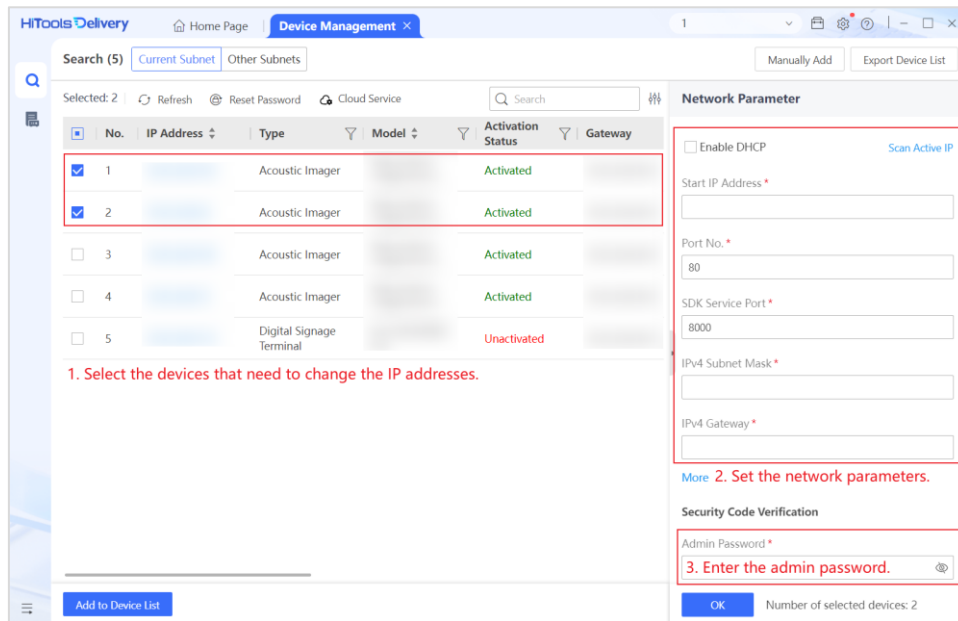 HiTools Delivery
Home Page
Device Management ×
1
Search (5)
Current Subnet
Other Subnets
Manually Add
Export Device List
Selected: 2
Refresh
Reset Password
Cloud Service
Search
Network Parameter
No.
IP Address
Type
Model
Activation Status
Gateway
1 Acoustic Imager Activated
2 Acoustic Imager Activated
3 Acoustic Imager Activated
4 Acoustic Imager Activated
5 Digital Signage Terminal Unactivated
1. Select the devices that need to change the IP addresses.
Enable DHCP
Scan Active IP
Start IP Address *
Port No. *
80
SDK Service Port *
8000
IPv4 Subnet Mask *
IPv4 Gateway *
More
2. Set the network parameters.
Security Code Verification
Admin Password *
3. Enter the admin password.
Add to Device List
OK
Number of selected devices: 2